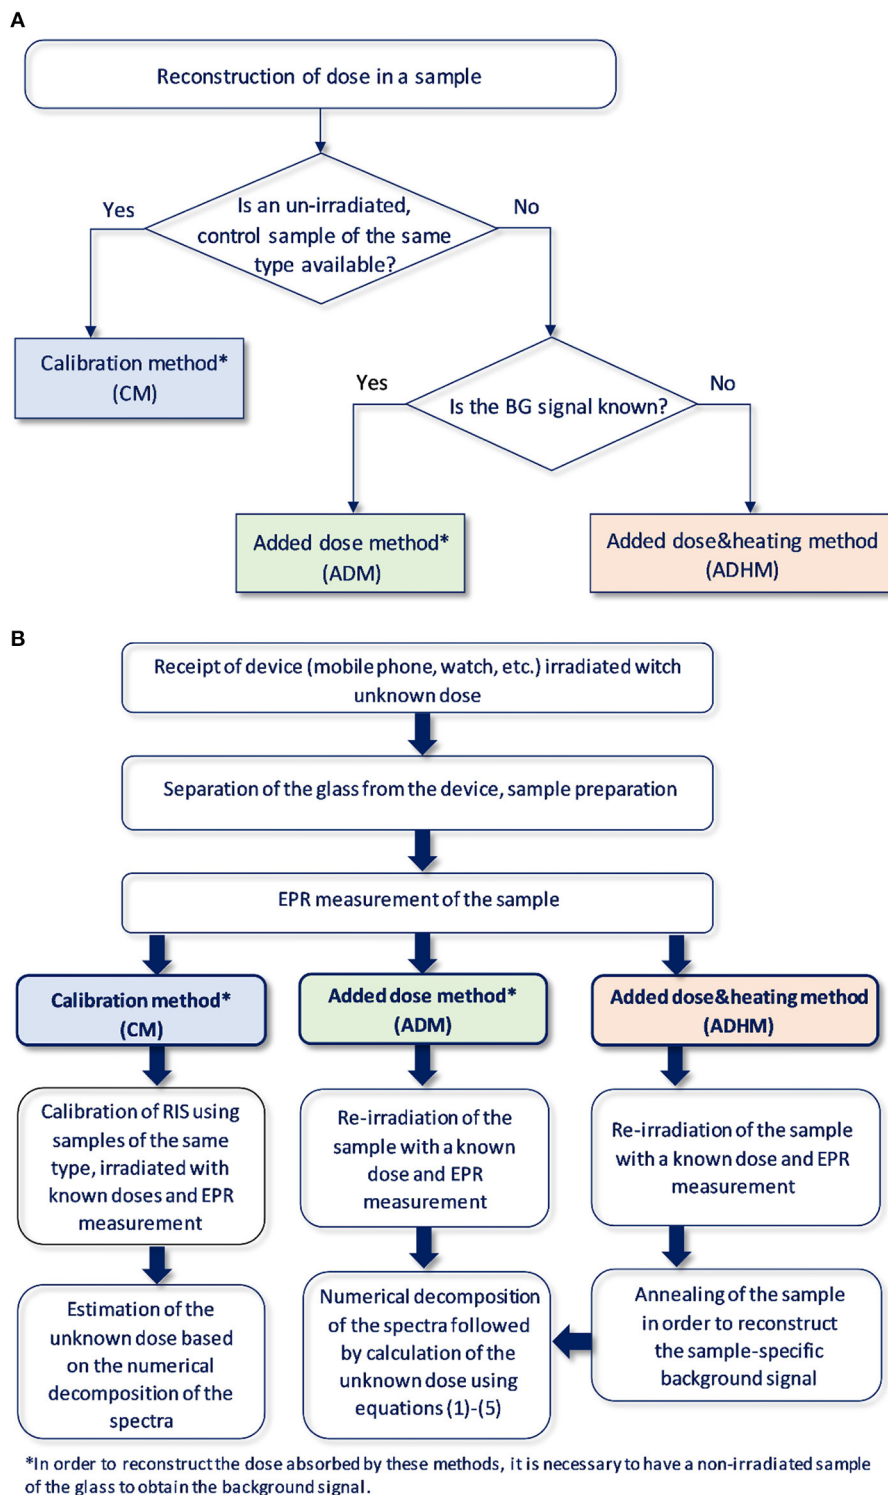 A
Reconstruction of dose in a sample
Yes
Is an un-irradiated,
control sample of the same
type available?
No
Calibration method*
(CM)
Yes
Is the BG signal known?
No
Added dose method*
(ADM)
Added dose&heating method
(ADHM)
B
Receipt of device (mobile phone, watch, etc.) irradiated witch
unknown dose
Separation of the glass from the device, sample preparation
EPR measurement of the sample
Calibration method*
(CM)
Added dose method*
(ADM)
Added dose&heating method
(ADHM)
Calibration of RIS using
samples of the same
type, irradiated with
known doses and EPR
measurement
Re-irradiation of the
sample with a known
dose and EPR
measurement
Re-irradiation of the sample
with a known dose and EPR
measurement
Estimation of the
unknown dose based
on the numerical
decomposition of the
spectra
Numerical decomposition
of the spectra followed
by calculation of the
unknown dose using
equations (1)-(5)
Annealing of the sample
in order to reconstruct
the sample-specific
background signal
*In order to reconstruct the dose absorbed by these methods, it is necessary to have a non-irradiated sample
of the glass to obtain the background signal.